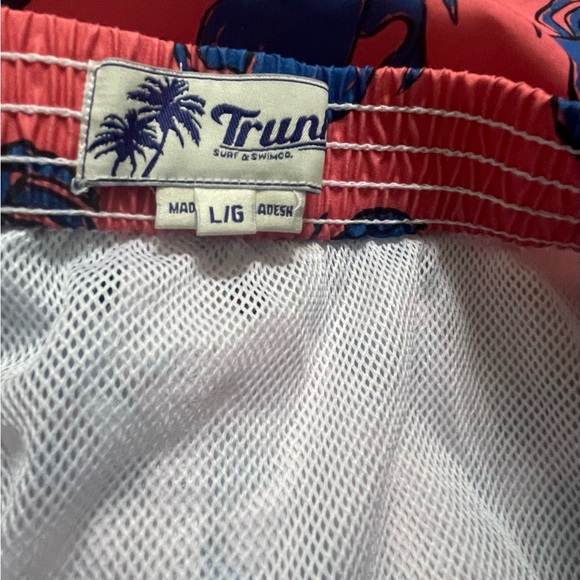 Trun
SURF & SWIM CO.
MAD L/G ADESH